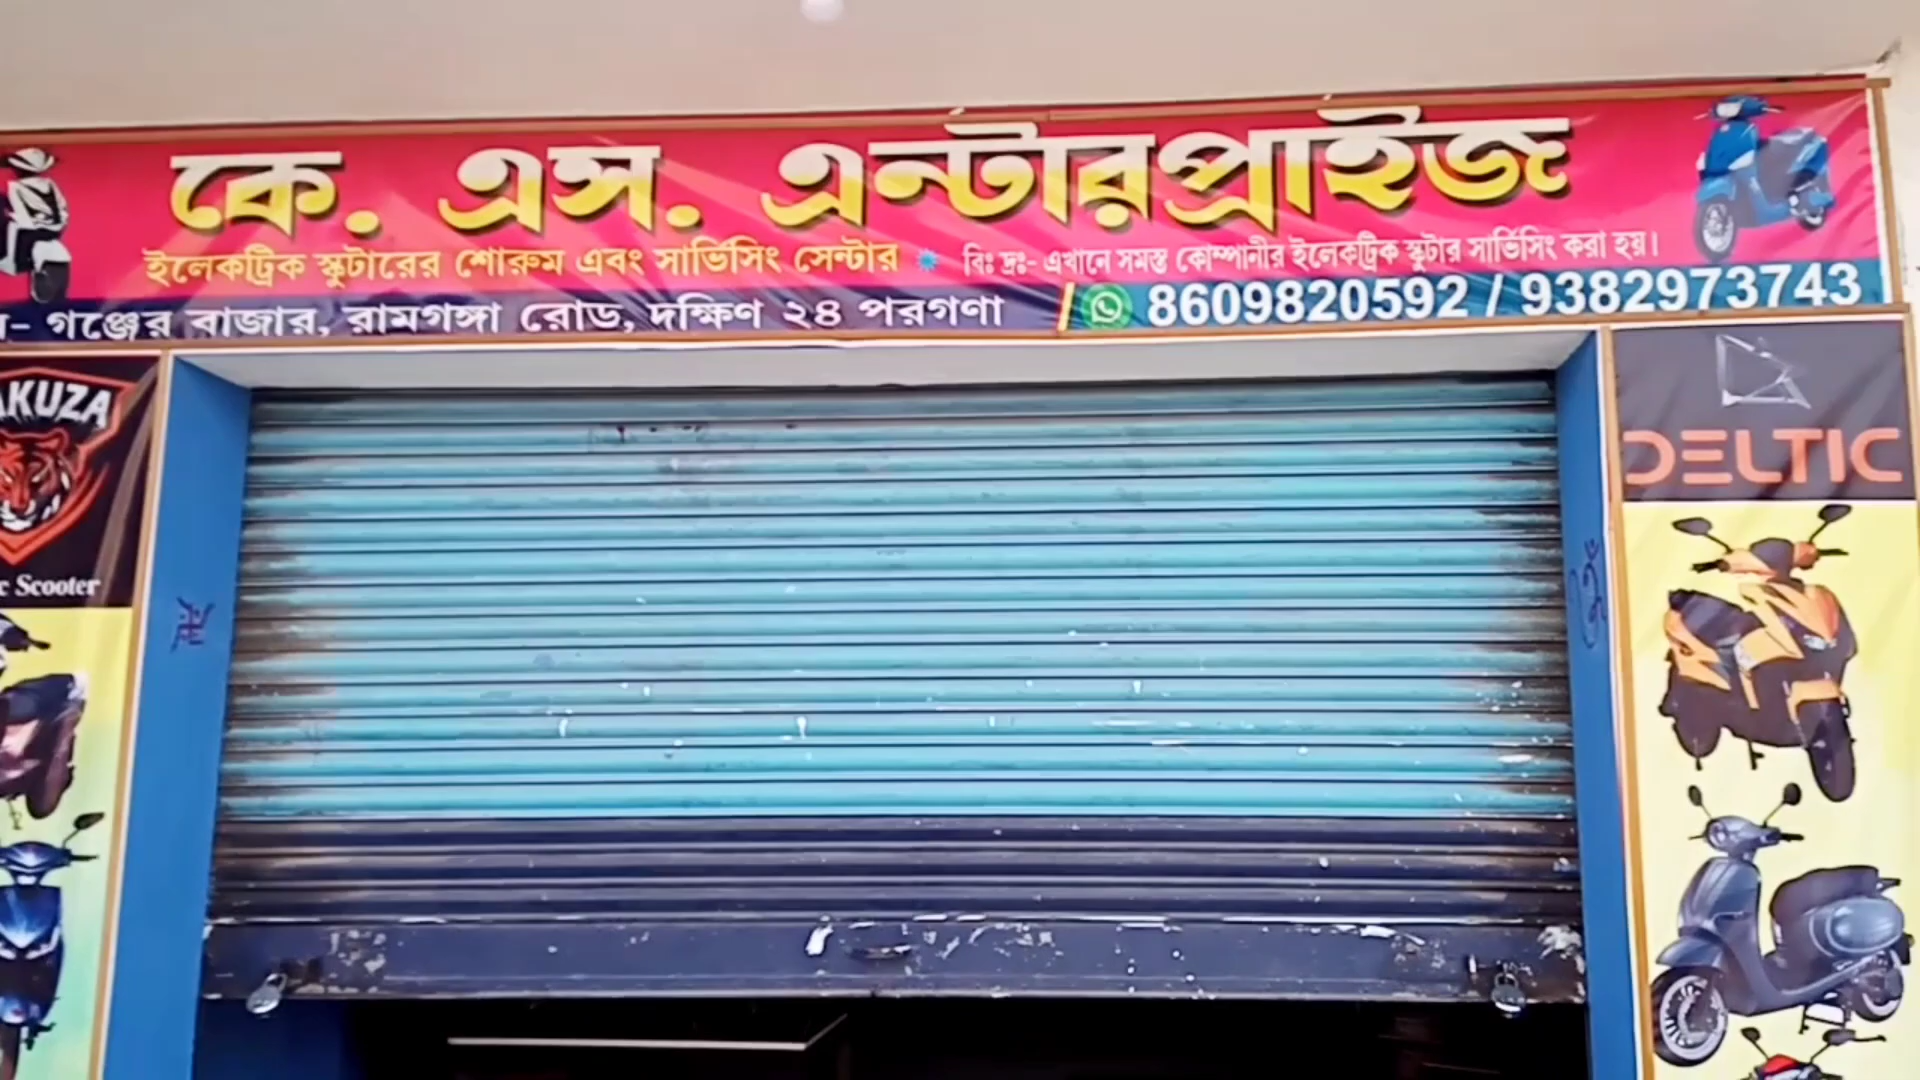 কে. এস. এন্টারপ্রাইজ
ইলেকট্রিক স্কুটারের শোরুম এবং সার্ভিসিং সেন্টার
বিঃ দ্রঃ- এখানে সমস্ত কোম্পানীর ইলেকট্রিক স্কুটার সার্ভিসিং করা হয়।
গঞ্জের বাজার, রামগঙ্গা রোড, দক্ষিণ ২৪ পরগণা
8609820592 / 9382973743
AKUZA
c Scooter
DELTIC